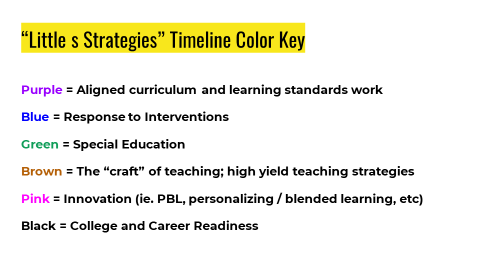 “Little s Strategies” Timeline Color Key
Purple = Aligned curriculum and learning standards work
Blue = Response to Interventions
Green = Special Education
Brown = The “craft” of teaching; high yield teaching strategies
Pink = Innovation (ie. PBL, personalizing / blended learning, etc)
Black = College and Career Readiness